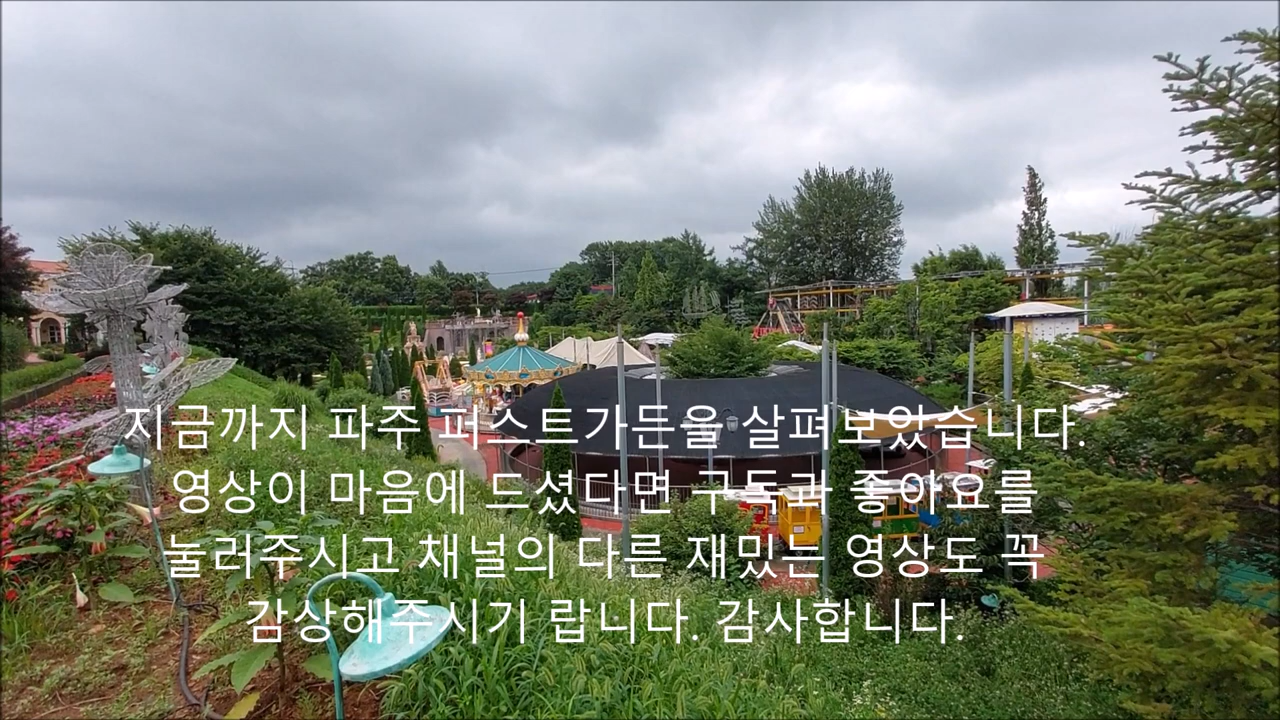 지금까지 파주 퍼스트가든을 살펴보았습니다.
영상이 마음에 드셨다면 구독과 좋아요를
눌러주시고 채널의 다른 재밌는 영상도 꼭
감상해주시기 랍니다. 감사합니다.